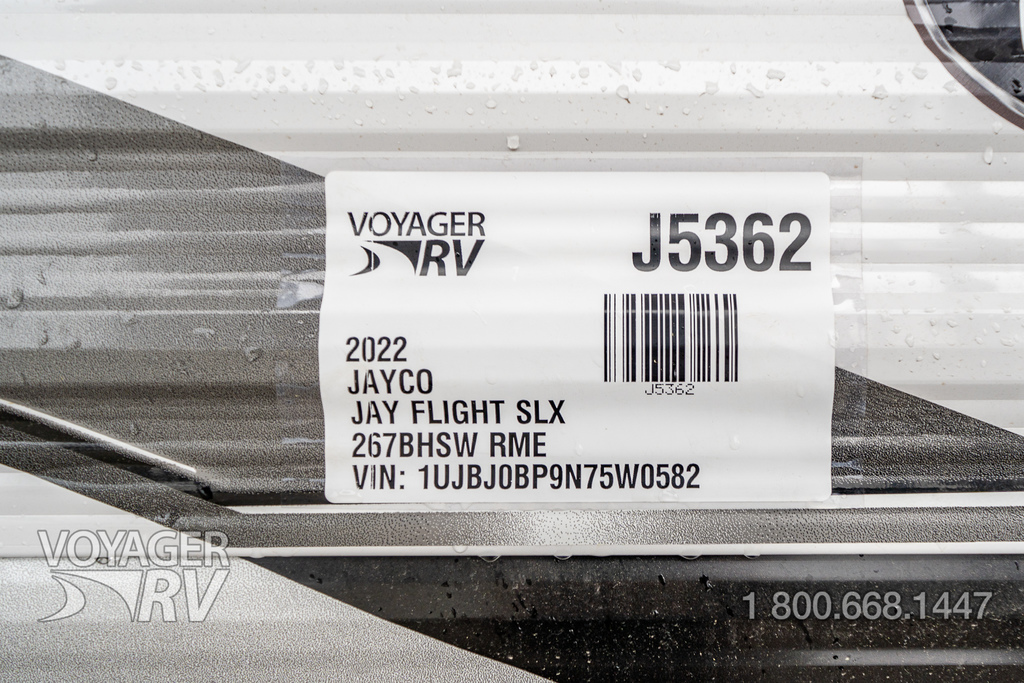 VOYAGER
RV
J5362
J5362
2022
JAYCO
JAY FLIGHT SLX
267BHSW RME
VIN: 1UJBJ0BP9N75W0582
VOYAGER
RV
1 800.668.1447